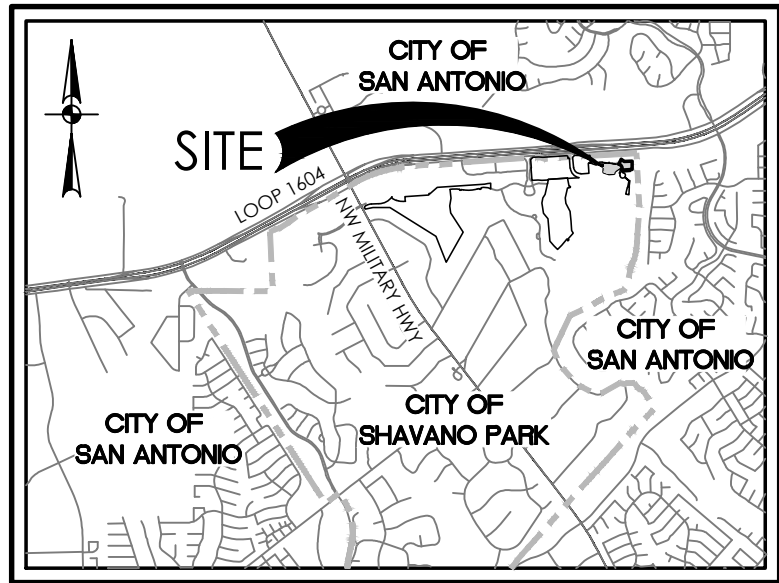 CITY OF
SAN ANTONIO
SITE
LOOP 1604
NW MILITARY HWY
CITY OF
SAN ANTONIO
CITY OF
SHAVANO PARK
CITY OF
SAN ANTONIO